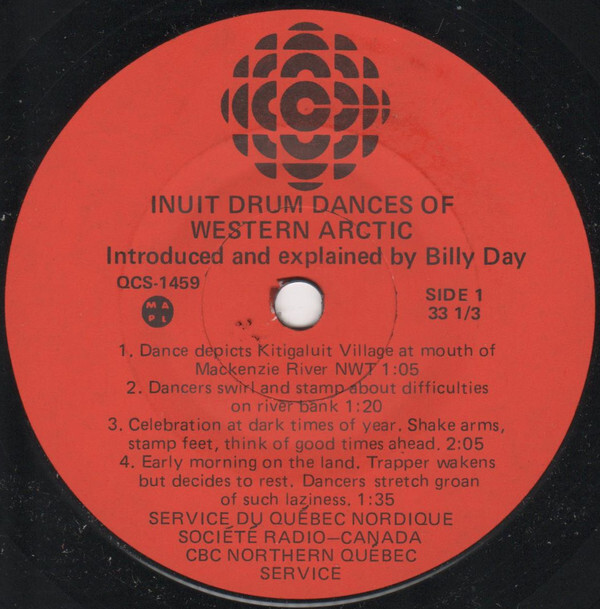 INUIT DRUM DANCES OF
WESTERN ARCTIC
Introduced and explained by Billy Day
QCS-1459
SIDE 1
M A
P L
33 1/3
1. Dance depicts Kitigaluit Village at mouth of
Mackenzie River NWT 1:05
2. Dancers swirl and stamp about difficulties
on river bank 1:20
3. Celebration at dark times of year. Shake arms,
stamp feet, think of good times ahead. 2:05
4. Early morning on the land. Trapper wakens
but decides to rest. Dancers stretch groan
of such laziness. 1:35
SERVICE DU QUÉBEC NORDIQUE
SOCIÉTÉ RADIO—CANADA
CBC NORTHERN QUÉBEC
SERVICE